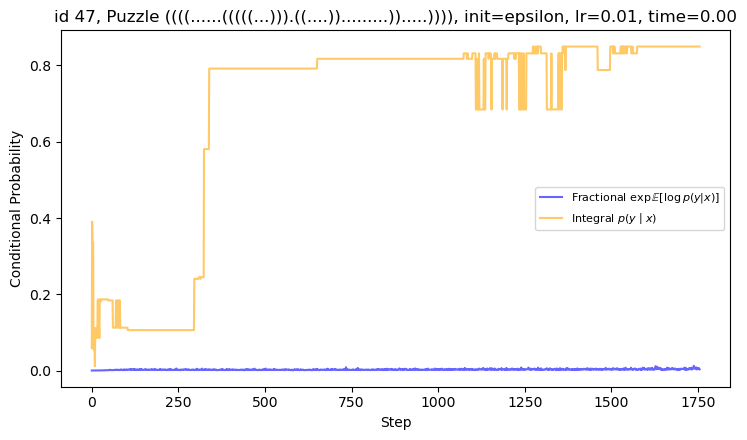 id 47, Puzzle ((((......(((((...))).((....)).........)).....)))), init=epsilon, lr=0.01, time=0.00
0.8
0.6
0.4
0.2
0.0
Conditional Probability
Fractional exp𝔼[log p(y|x)]
Integral p(y | x)
0 250 500 750 1000 1250 1500 1750
Step